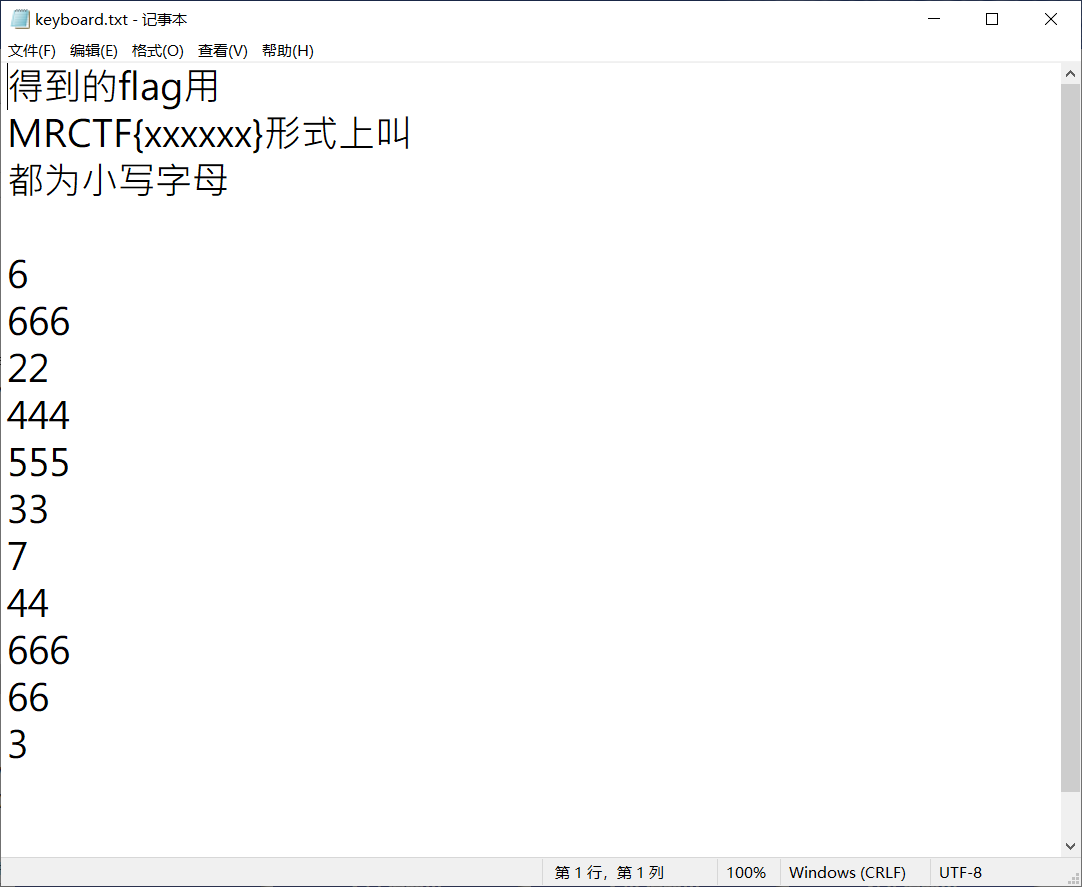 keyboard.txt - 记事本
文件(F) 编辑(E) 格式(O) 查看(V) 帮助(H)
得到的flag用
MRCTF{xxxxxx}形式上叫
都为小写字母
6
666
22
444
555
33
7
44
666
66
3
第 1 行，第 1 列 100% Windows (CRLF) UTF-8